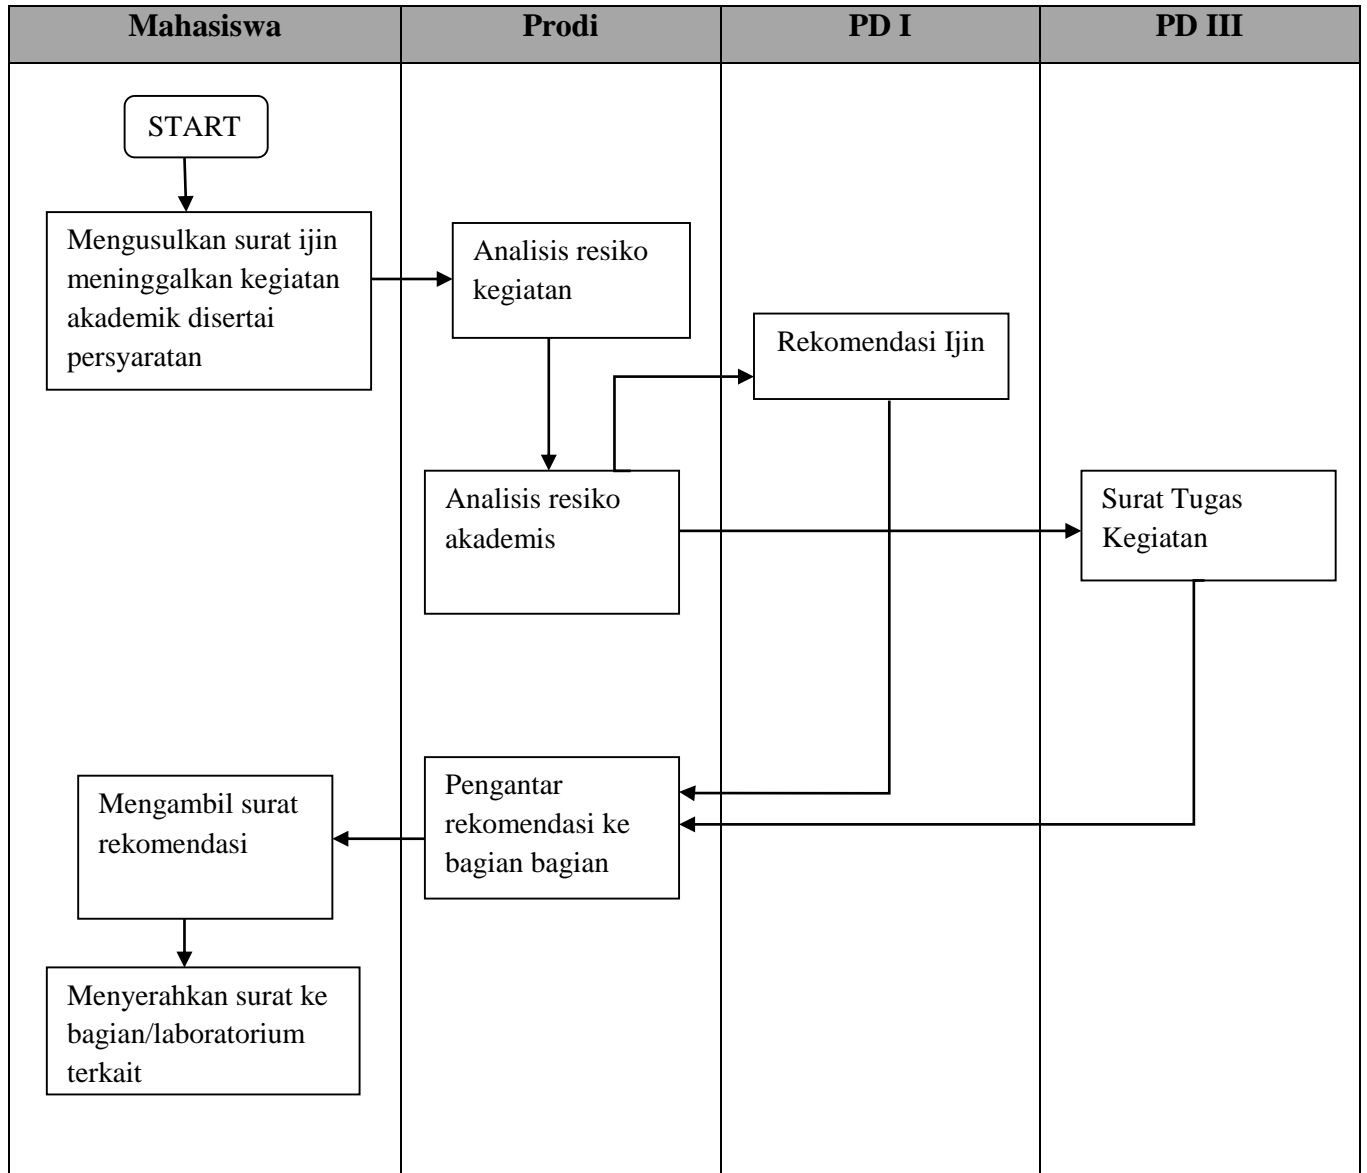 Mahasiswa
Prodi
PD I
PD III
START
Mengusulkan surat ijin
meninggalkan kegiatan
akademik disertai
persyaratan
Analisis resiko
kegiatan
Rekomendasi Ijin
Analisis resiko
akademis
Surat Tugas
Kegiatan
Pengantar
rekomendasi ke
bagian bagian
Mengambil surat
rekomendasi
Menyerahkan surat ke
bagian/laboratorium
terkait